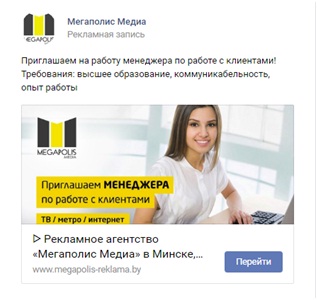 Мегаполис Медиа
Рекламная запись
MEGAPOLIS
Приглашаем на работу менеджера по работе с клиентами!
Требования: высшее образование, коммуникабельность,
опыт работы
MEGAPOLIS
МЕДИА
Приглашаем МЕНЕДЖЕРА
по работе с клиентами
ТВ / метро / интернет
ᐅ Рекламное агентство
«Мегаполис Медиа» в Минске,...
www.megapolis-reklama.by
Перейти